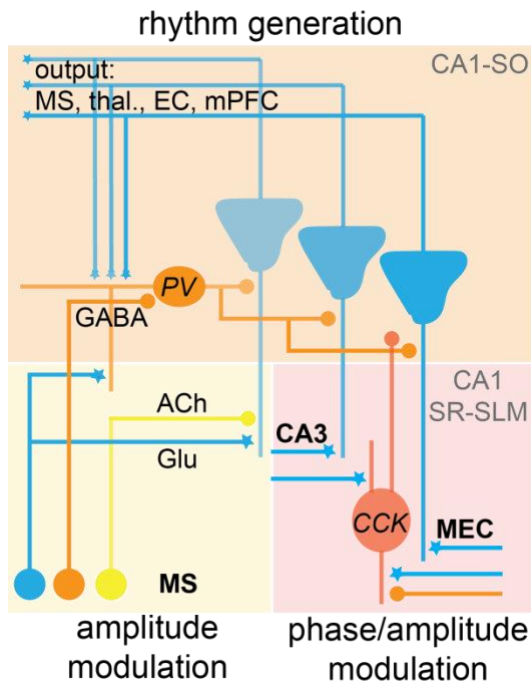 rhythm generation
CA1-SO
output:
MS, thal., EC, mPFC
PV
GABA
CA1
SR-SLM
ACh
CA3
Glu
CCK
MEC
MS
amplitude
modulation
phase/amplitude
modulation